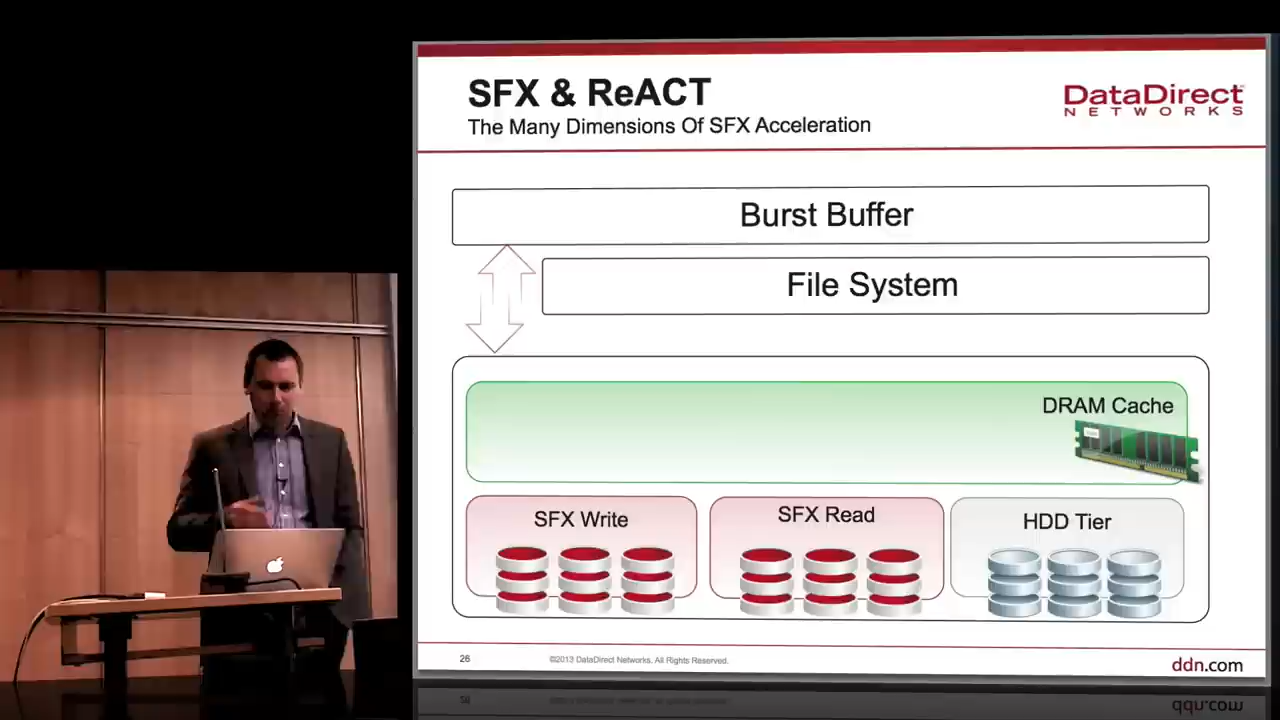 SFX & ReACT
The Many Dimensions Of SFX Acceleration
DataDirect
NETWORKS
Burst Buffer
File System
DRAM Cache
SFX Write
SFX Read
HDD Tier
26
©2013 DataDirect Networks. All Rights Reserved.
ddn.com